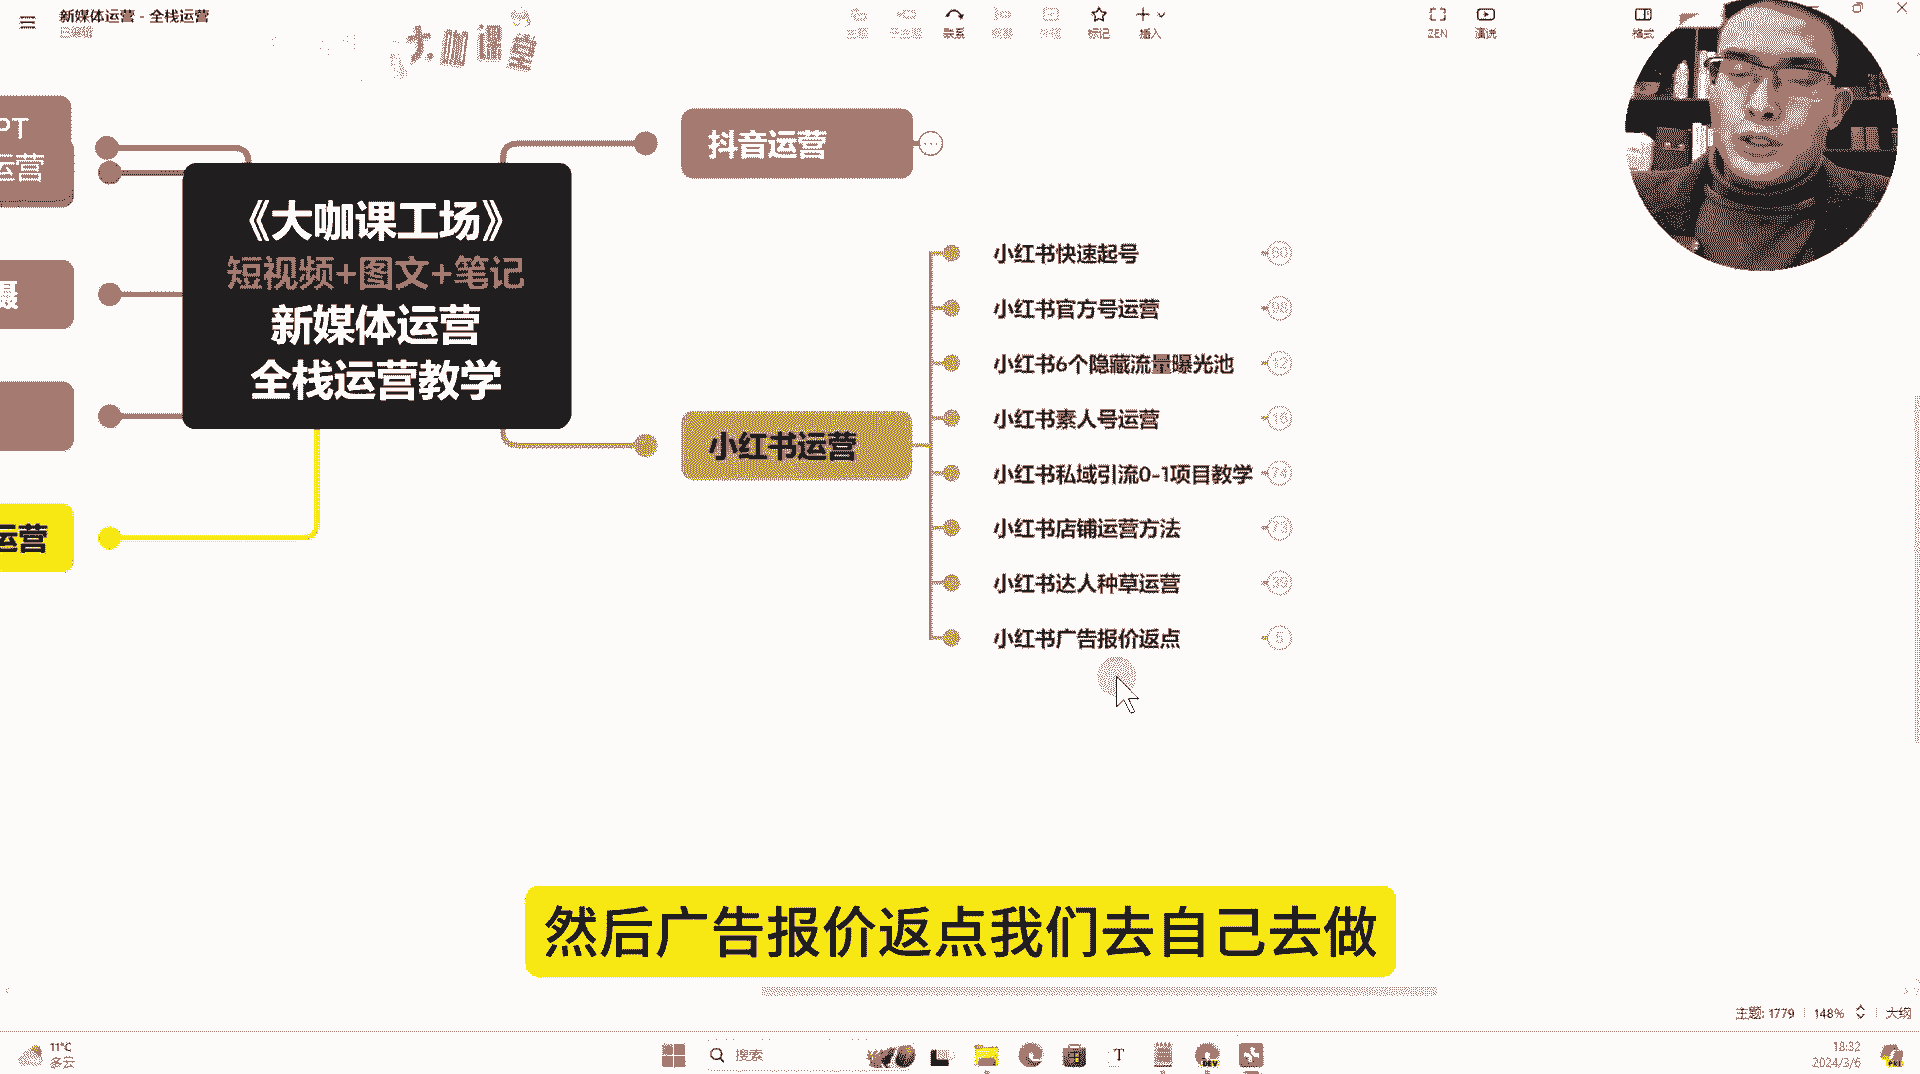 新媒体运营 - 全栈运营
已编辑
大咖课堂
联系
标记
插入
ZEN
演说
格式
PT
运营
摄
运营
《大咖课工场》
短视频+图文+笔记
新媒体运营
全栈运营教学
抖音运营
小红书运营
小红书快速起号
小红书官方号运营
小红书6个隐藏流量曝光池
小红书素人号运营
小红书私域引流0-1项目教学
小红书店铺运营方法
小红书达人种草运营
小红书广告报价返点
60
98
12
16
74
73
39
5
然后广告报价返点我们去自己去做
主题: 1779
148%
大纲
11°C
多云
搜索
18:32
2024/3/6